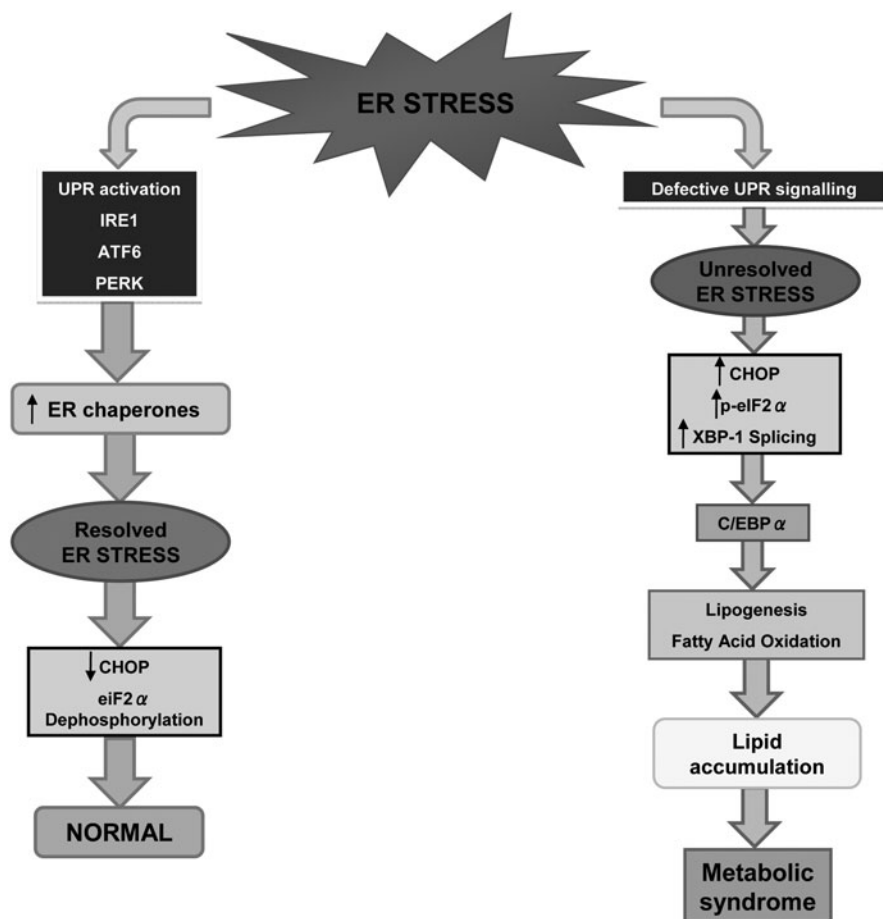 ER STRESS
UPR activation
IRE1
ATF6
PERK
↑ ER chaperones
Resolved
ER STRESS
↓ CHOP
eiF2 α
Dephosphorylation
NORMAL
Defective UPR signalling
Unresolved
ER STRESS
↑ CHOP
↑ p-eIF2 α
↑ XBP-1 Splicing
C/EBP α
Lipogenesis
Fatty Acid Oxidation
Lipid
accumulation
Metabolic
syndrome